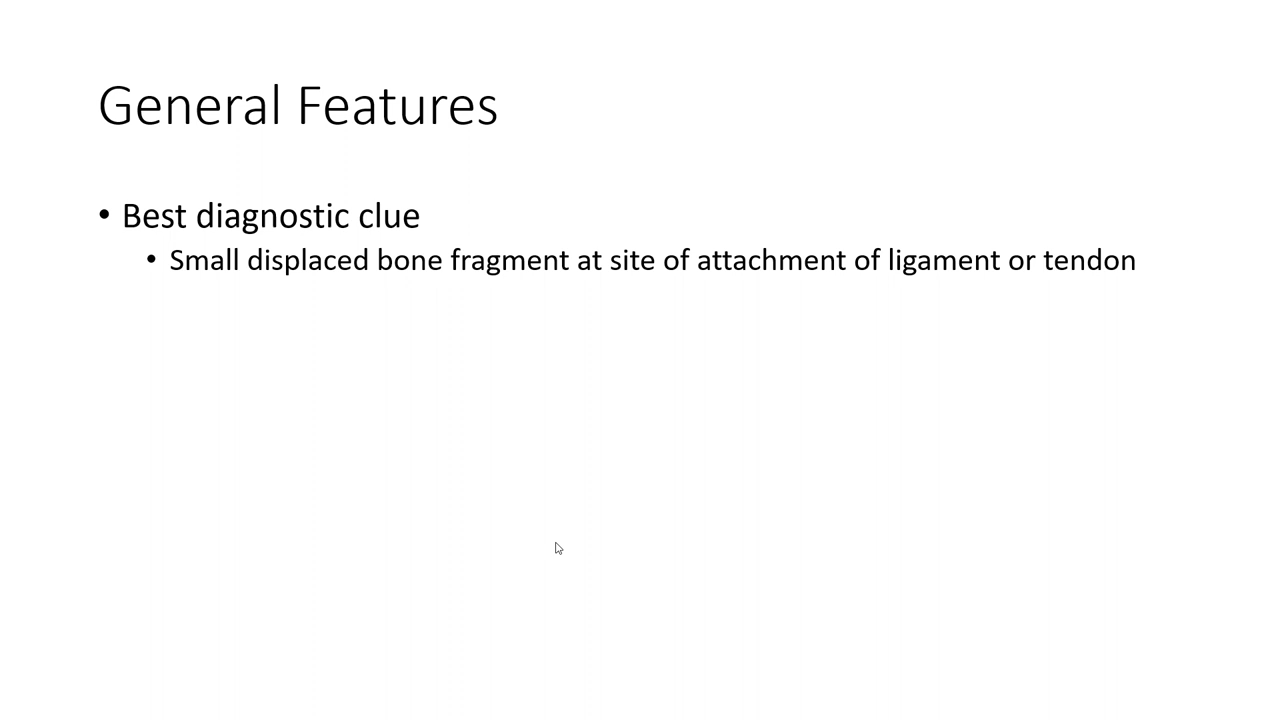 General Features
• Best diagnostic clue
• Small displaced bone fragment at site of attachment of ligament or tendon